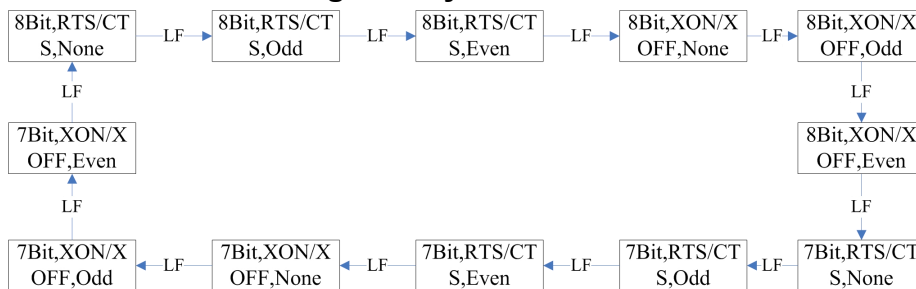 8Bit,RTS/CT
S,None
LF
8Bit,RTS/CT
S,Odd
LF
8Bit,RTS/CT
S,Even
LF
8Bit,XON/X
OFF,None
LF
8Bit,XON/X
OFF,Odd
LF
8Bit,XON/X
OFF,Even
LF
7Bit,RTS/CT
S,None
LF
7Bit,RTS/CT
S,Odd
LF
7Bit,RTS/CT
S,Even
LF
7Bit,XON/X
OFF,None
LF
7Bit,XON/X
OFF,Odd
LF
7Bit,XON/X
OFF,Even
LF